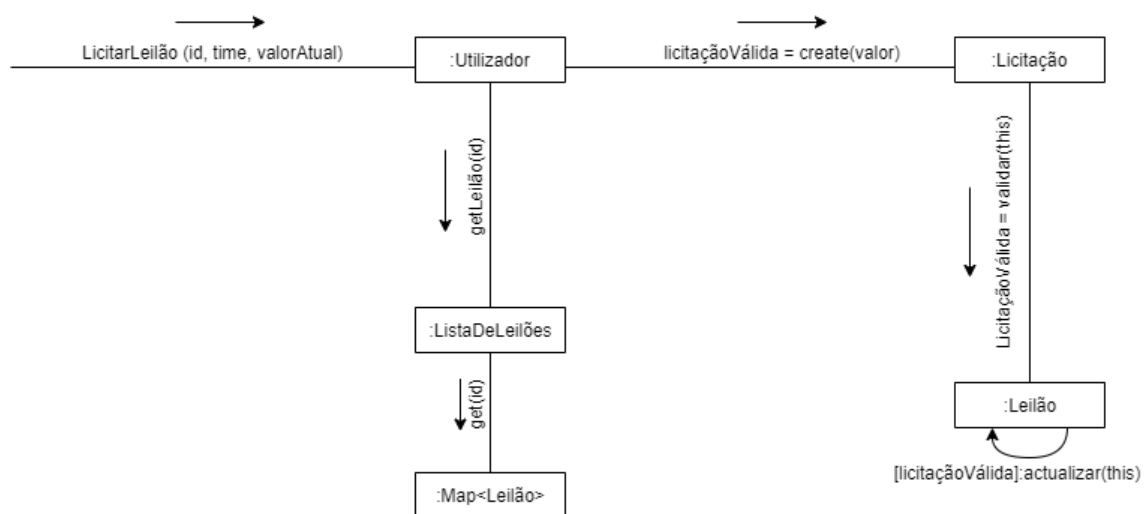 LicitarLeilão (id, time, valorAtual)
:Utilizador
licitaçãoVálida = create(valor)
:Licitação
getLeilão(id)
LicitaçãoVálida = validar(this)
:ListaDeLeilões
get(id)
:Leilão
[licitaçãoVálida]:actualizar(this)
:Map<Leilão>